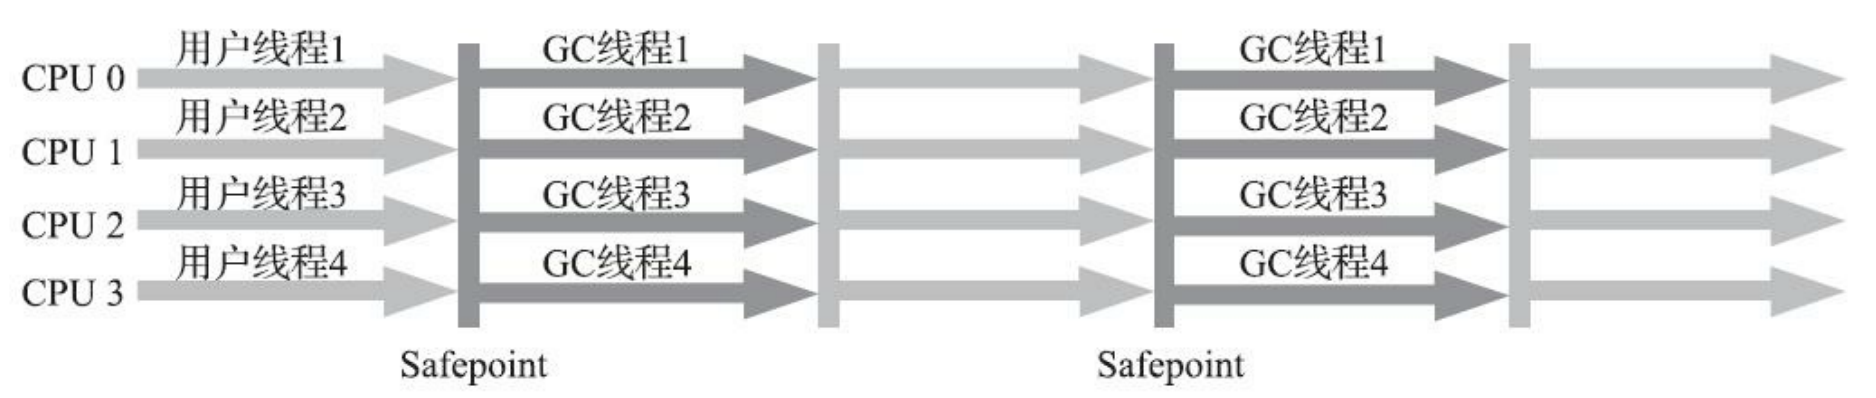 用户线程1 GC线程1 GC线程1
CPU 0
用户线程2 GC线程2 GC线程2
CPU 1
用户线程3 GC线程3 GC线程3
CPU 2
用户线程4 GC线程4 GC线程4
CPU 3
Safepoint Safepoint